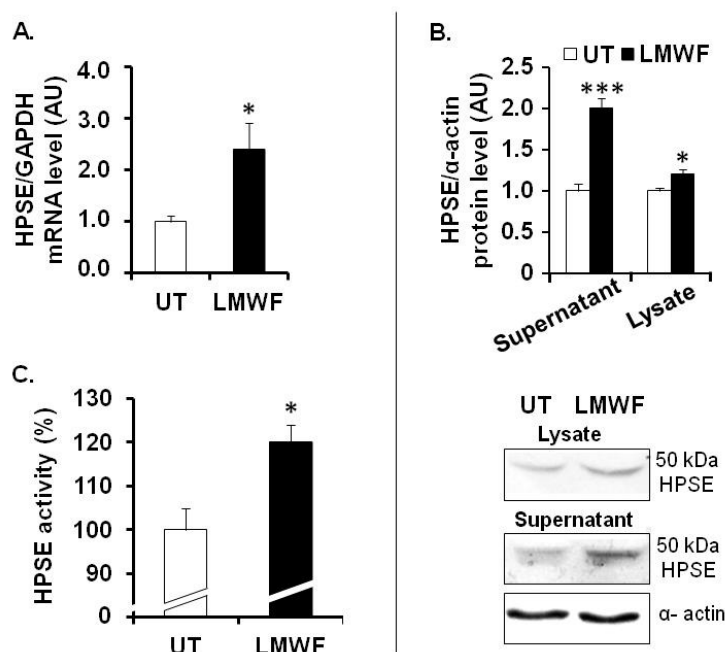 A.
HPSE/GAPDH
mRNA level (AU)
4.0
3.0
2.0
1.0
0.0
*
UT
LMWF
B.
UT
LMWF
HPSE/α-actin
protein level (AU)
2.5
2.0
1.5
1.0
0.5
0
***
*
Supernatant
Lysate
C.
HPSE activity (%)
130
120
110
100
90
0
*
UT
LMWF
UT LMWF
Lysate
50 kDa
HPSE
Supernatant
50 kDa
HPSE
α- actin